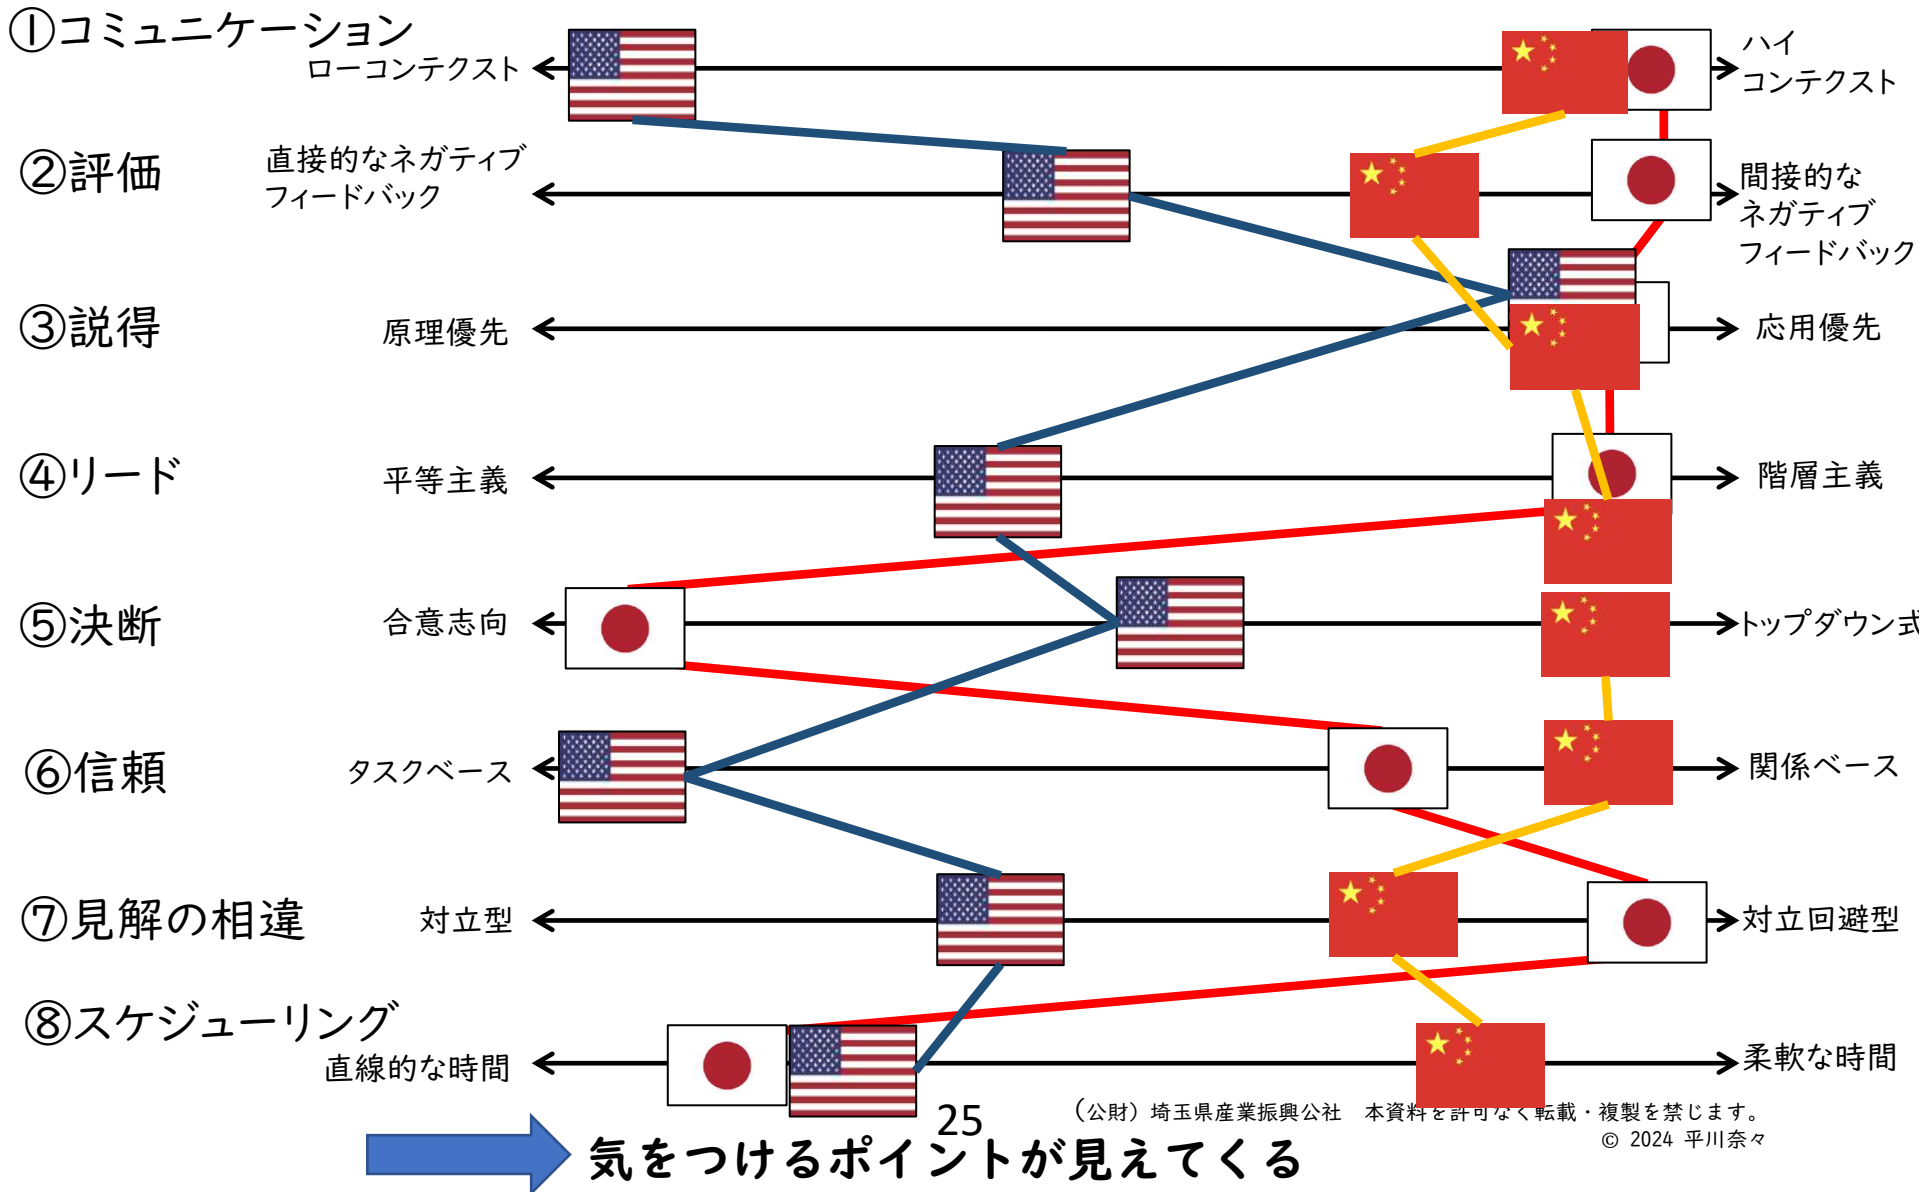 ①コミュニケーション
ローコンテクスト
ハイ
コンテクスト
②評価
直接的なネガティブ
フィードバック
間接的な
ネガティブ
フィードバック
③説得
原理優先
応用優先
④リード
平等主義
階層主義
⑤決断
合意志向
トップダウン式
⑥信頼
タスクベース
関係ベース
⑦見解の相違
対立型
対立回避型
⑧スケジューリング
直線的な時間
柔軟な時間
25
（公財）埼玉県産業振興公社　本資料を許可なく転載・複製を禁じます。
© 2024 平川奈々
気をつけるポイントが見えてくる